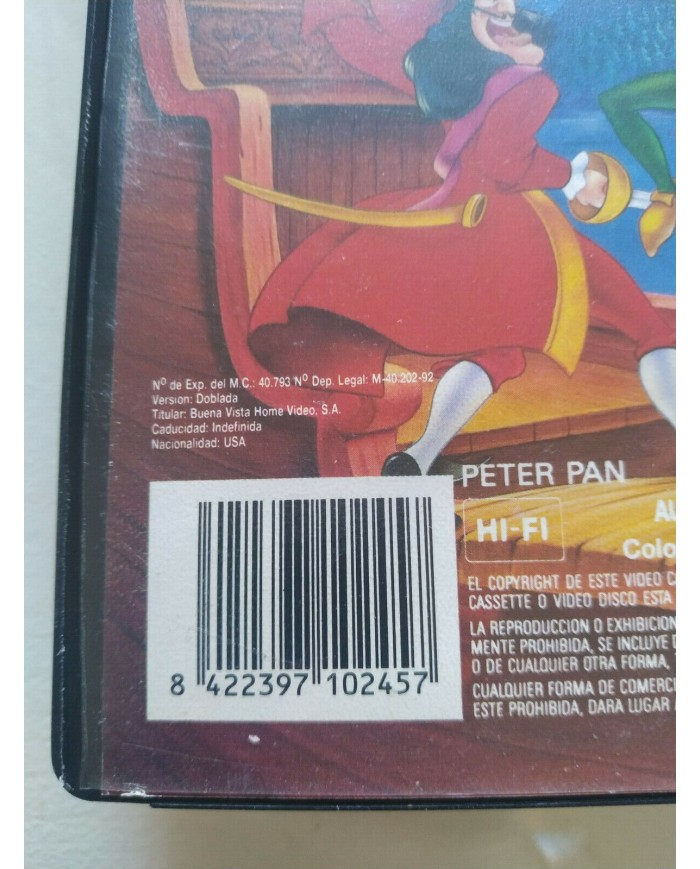 Nº de Exp. del M.C.: 40.793 Nº Dep. Legal: M-40.202-92
Version: Doblada
Titular: Buena Vista Home Video, S.A.
Caducidad: Indefinida
Nacionalidad: USA
PETER PAN
HI-FI
AU
Colo
EL COPYRIGHT DE ESTE VIDEO C
CASSETTE O VIDEO DISCO ESTA
LA REPRODUCCION O EXHIBICION
MENTE PROHIBIDA, SE INCLUYE D
O DE CUALQUIER OTRA FORMA,
CUALQUIER FORMA DE COMERCI
ESTE PROHIBIDA, DARA LUGAR A
8 422397 102457